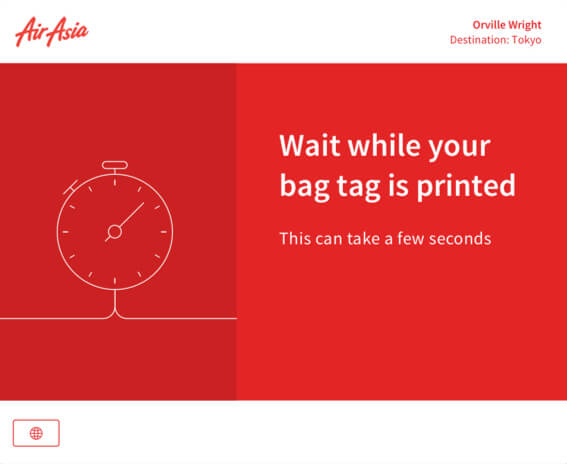 AirAsia
Orville Wright
Destination: Tokyo
Wait while your
bag tag is printed
This can take a few seconds